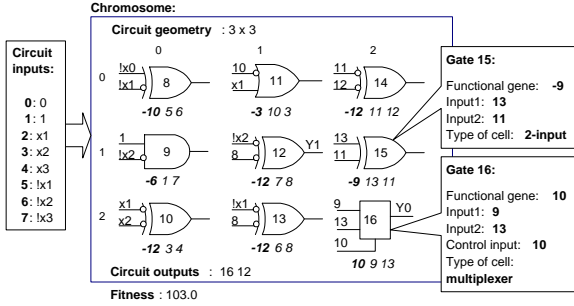 Chromosome:
Circuit geometry : 3 x 3
Circuit inputs:
0: 0
1: 1
2: x1
3: x2
4: x3
5: !x1
6: !x2
7: !x3
0 1 2
0
!x0
!x1
8
-10 5 6
10
x1
11
-3 10 3
11
12
14
-12 11 12
1
1
!x2
9
-6 1 7
!x2
8
12
Y1
-12 7 8
13
11
15
-9 13 11
2
x1
x2
10
-12 3 4
!x1
8
13
-12 6 8
9
13
10
16
Y0
10 9 13
Circuit outputs : 16 12
Fitness : 103.0
Gate 15:
Functional gene: -9
Input1: 13
Input2: 11
Type of cell: 2-input
Gate 16:
Functional gene: 10
Input1: 9
Input2: 13
Control input: 10
Type of cell:
multiplexer